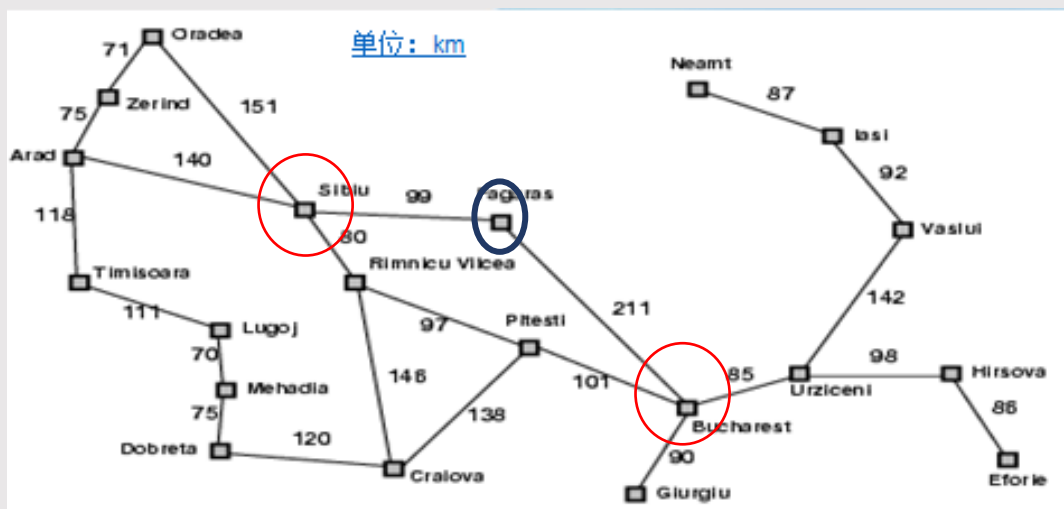 Oradea
单位：km
71
Neamt
87
Zerind
151
75
Iasi
Arad
140
92
Sibiu
99
Fagaras
118
Vaslui
80
Timisoara
Rimnicu Vilcea
142
111
211
Lugoj
97
Pitesti
70
98
Hirsova
146
101
85
Mehadia
Urziceni
75
138
86
Bucharest
120
Dobreta
90
Craiova
Eforie
Giurgiu